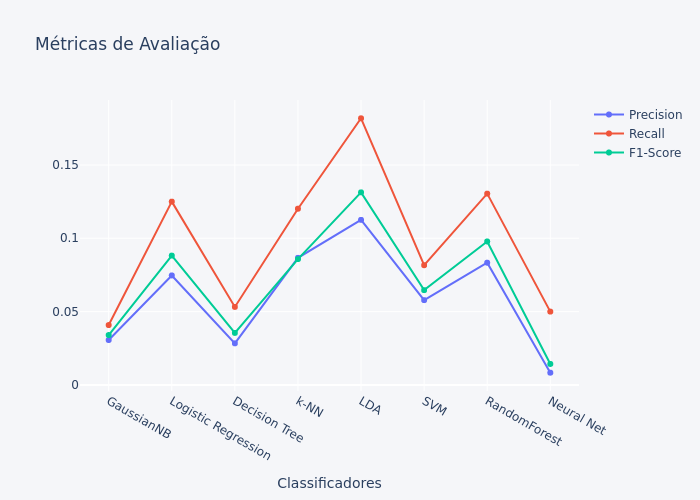 Métricas de Avaliação
Precision
Recall
F1-Score
0.15
0.1
0.05
0
GaussianNB
Logistic Regression
Decision Tree
k-NN
LDA
SVM
RandomForest
Neural Net
Classificadores